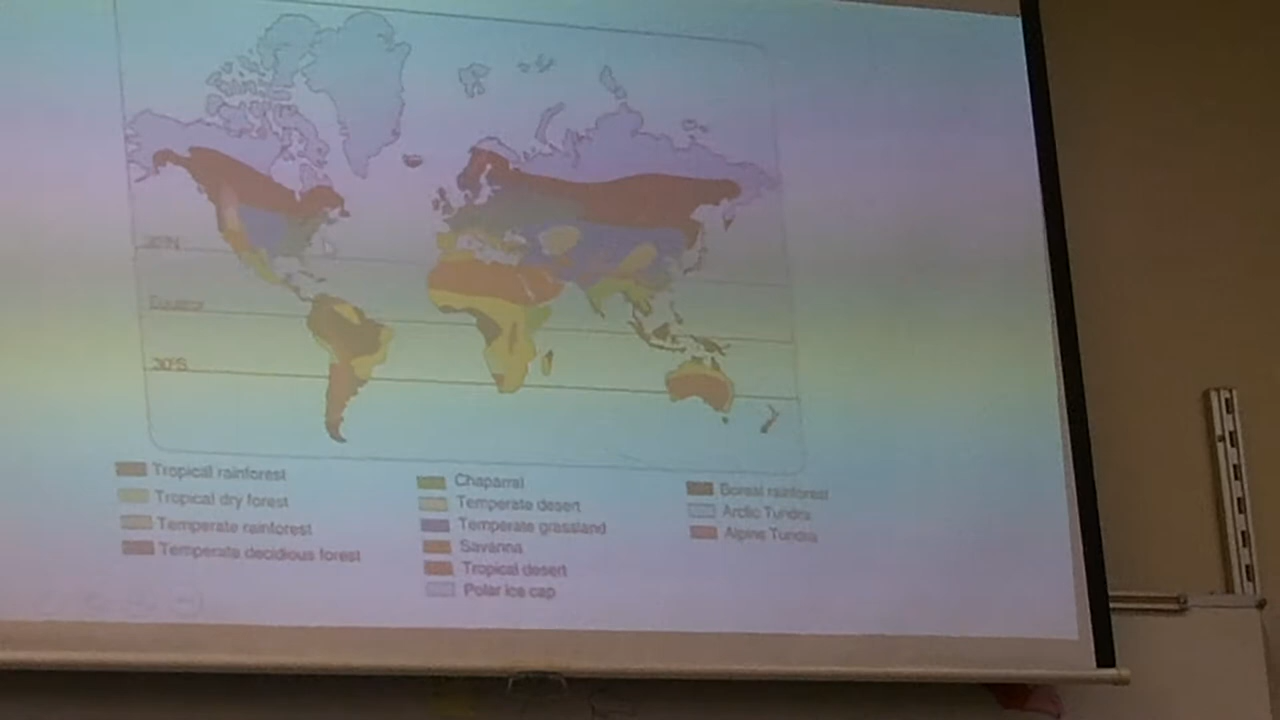 30°N
Equator
30°S
Tropical rainforest
Tropical dry forest
Temperate rainforest
Temperate decidious forest
Chaparral
Temperate desert
Temperate grassland
Savanna
Tropical desert
Polar ice cap
Boreal rainforest
Arctic Tundra
Alpine Tundra